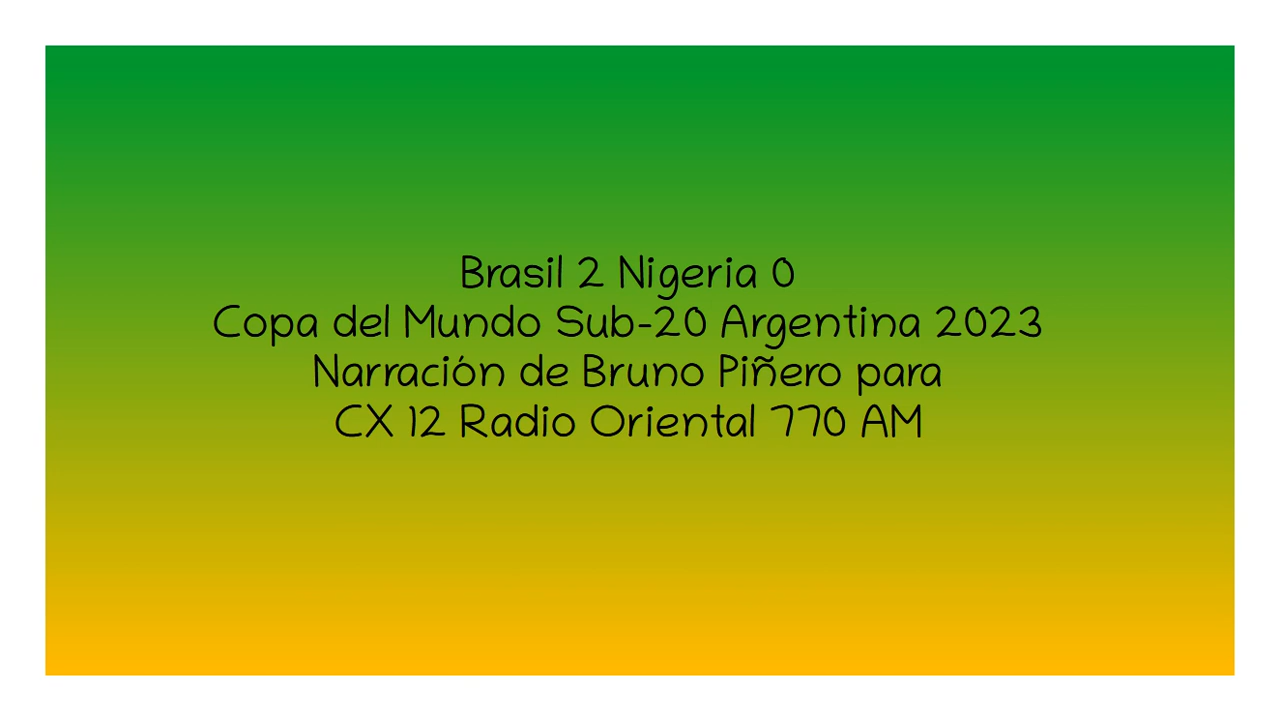 Brasil 2 Nigeria 0
Copa del Mundo Sub-20 Argentina 2023
Narración de Bruno Piñero para
CX 12 Radio Oriental 770 AM